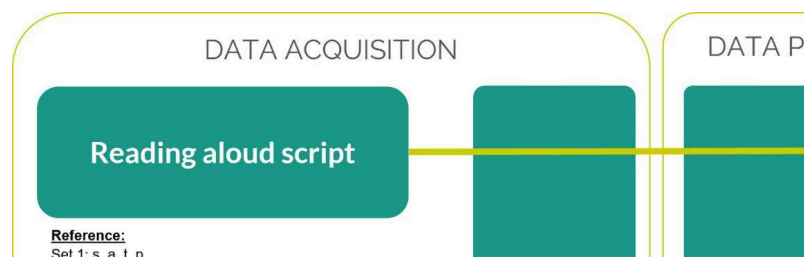 DATA ACQUISITION
DATA P
Reading aloud script
Reference:
Set 1: s, a, t, p